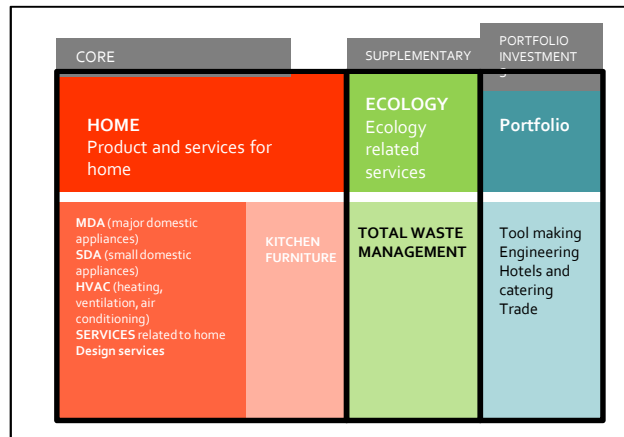 CORE
SUPPLEMENTARY
PORTFOLIO
INVESTMENT
S
HOME
Product and services for
home
ECOLOGY
Ecology
related
services
Portfolio
MDA (major domestic
appliances)
SDA (small domestic
appliances)
HVAC (heating,
ventilation, air
conditioning)
SERVICES related to home
Design services
KITCHEN
FURNITURE
TOTAL WASTE
MANAGEMENT
Tool making
Engineering
Hotels and
catering
Trade